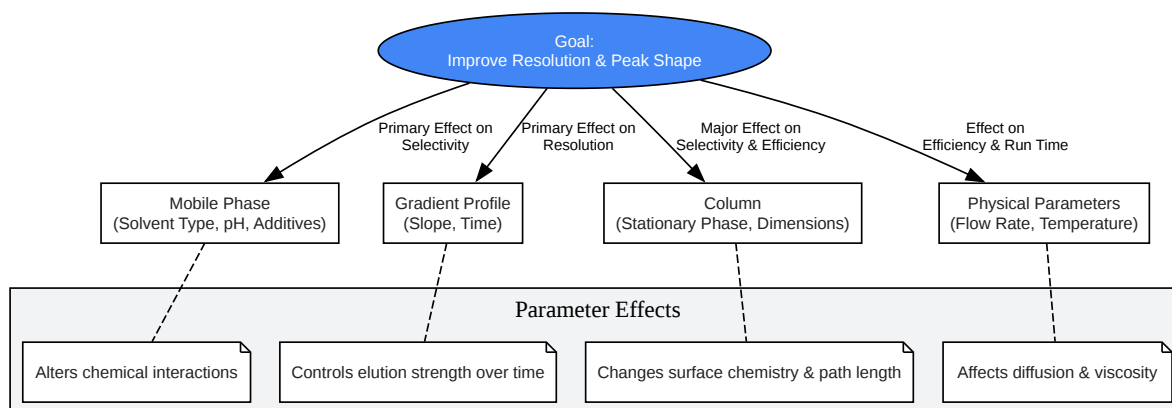 Goal:
Improve Resolution & Peak Shape
Primary Effect on
Selectivity
Primary Effect on
Resolution
Major Effect on
Selectivity & Efficiency
Effect on
Efficiency & Run Time
Mobile Phase
(Solvent Type, pH, Additives)
Gradient Profile
(Slope, Time)
Column
(Stationary Phase, Dimensions)
Physical Parameters
(Flow Rate, Temperature)
Parameter Effects
Alters chemical interactions
Controls elution strength over time
Changes surface chemistry & path length
Affects diffusion & viscosity